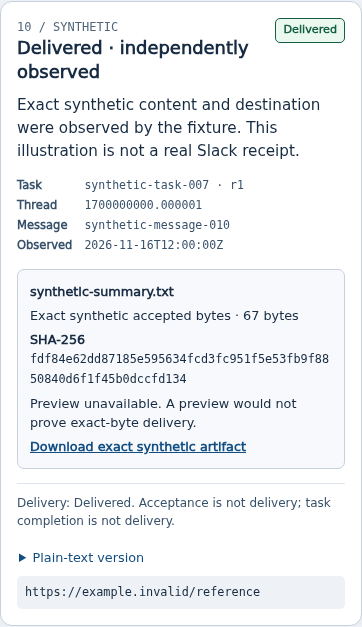 10 / SYNTHETIC
Delivered
Delivered · independently
observed
Exact synthetic content and destination
were observed by the fixture. This
illustration is not a real Slack receipt.
Task synthetic-task-007 · r1
Thread 1700000000.000001
Message synthetic-message-010
Observed 2026-11-16T12:00:00Z
synthetic-summary.txt
Exact synthetic accepted bytes · 67 bytes
SHA-256
fdf84e62dd87185e595634fcd3fc951f5e53fb9f88
50840d6f1f45b0dccfd134
Preview unavailable. A preview would not
prove exact-byte delivery.
Download exact synthetic artifact
Delivery: Delivered. Acceptance is not delivery; task
completion is not delivery.
Plain-text version
https://example.invalid/reference